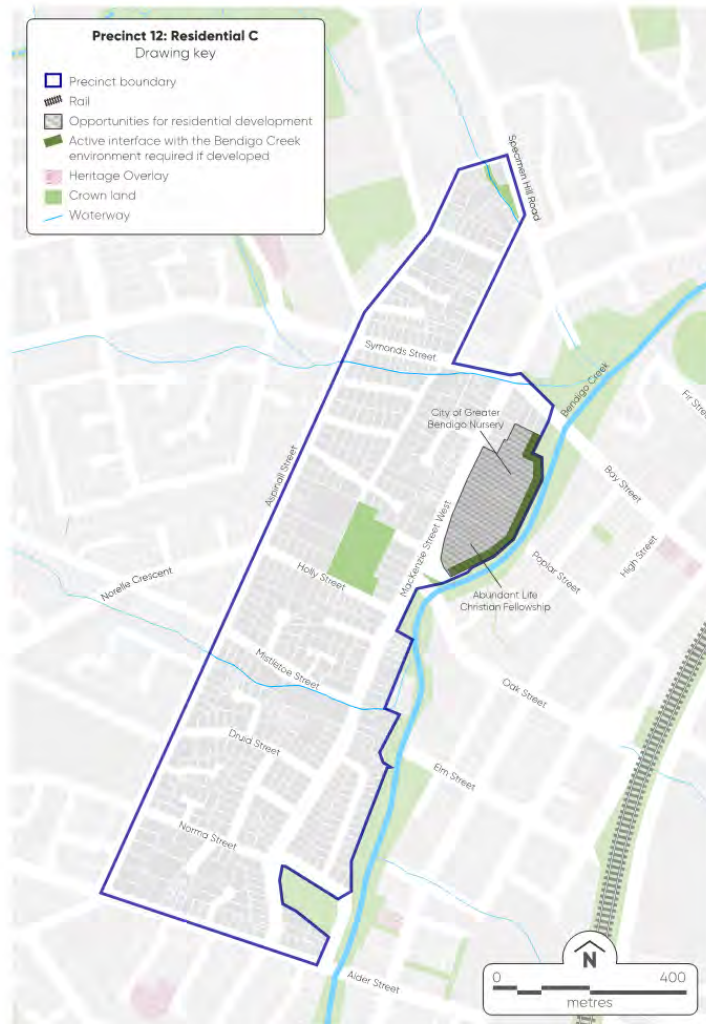 Precinct 12: Residential C
Drawing key
Precinct boundary
Rail
Opportunities for residential development
Active interface with the Bendigo Creek
environment required if developed
Heritage Overlay
Crown land
Waterway
Specimen Hill Road
Symonds Street
Bendigo Creek
City of Greater
Bendigo Nursery
Fir Street
Aspinall Street
Bay Street
MacKenzie Street West
High Street
Poplar Street
Norelle Crescent
Holly Street
Abundant Life
Christian Fellowship
Mistletoe Street
Oak Street
Druid Street
Elm Street
Norma Street
Alder Street
N
0 400
metres